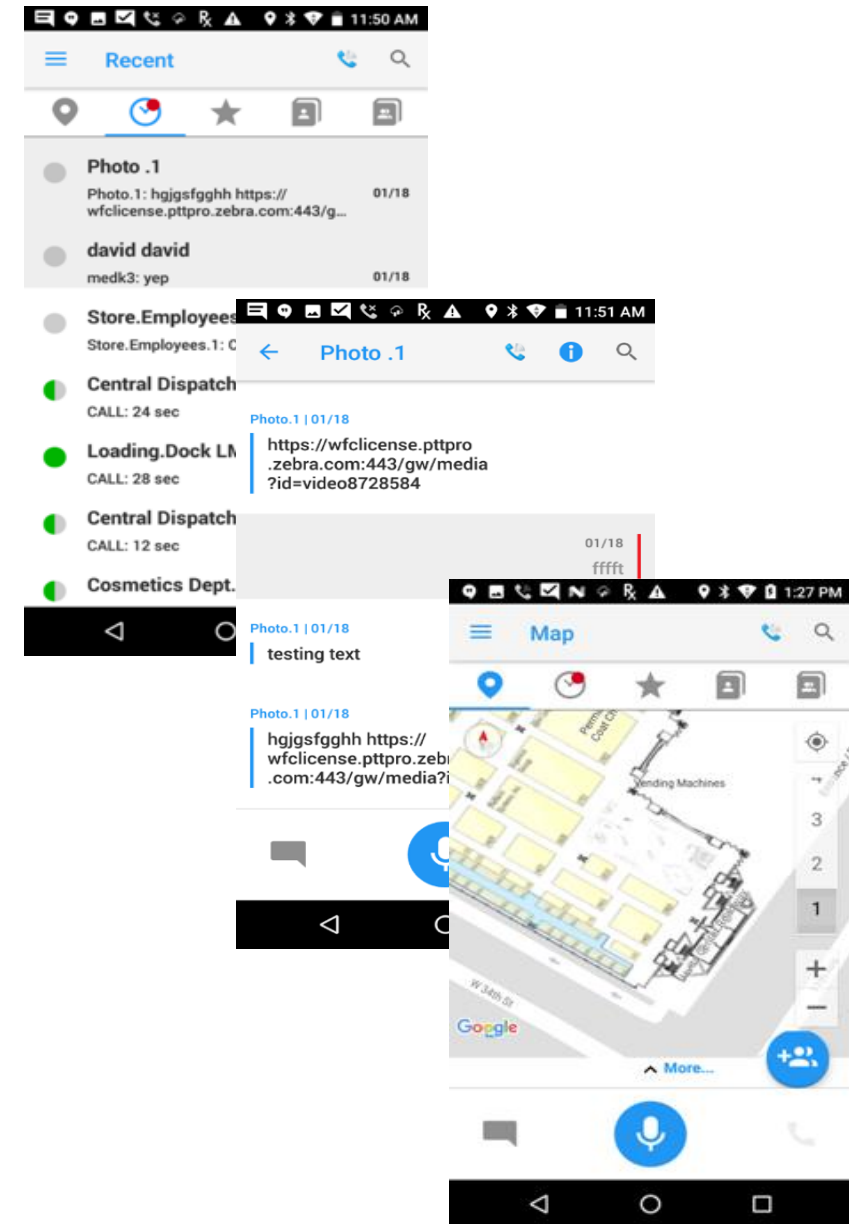 11:50 AM
Recent
Photo .1
Photo.1: hgjgsfgghh https://
01/18
wfclicense.pttpro.zebra.com:443/g...
david david
medk3: yep
01/18
Store.Employees
Store.Employees.1: C
Central Dispatch
CALL: 24 sec
Loading.Dock LM
CALL: 28 sec
Central Dispatch
CALL: 12 sec
Cosmetics Dept.
11:51 AM
Photo .1
Photo.1 | 01/18
https://wfclicense.pttpro
.zebra.com:443/gw/media
?id=video8728584
01/18
fffft
Photo.1 | 01/18
testing text
Photo.1 | 01/18
hgjgsfgghh https://
wfclicense.pttpro.zebr
.com:443/gw/media?i
1:27 PM
Map
Coat Ch
Vending Machines
3
2
1
W 34th St
Google
More...